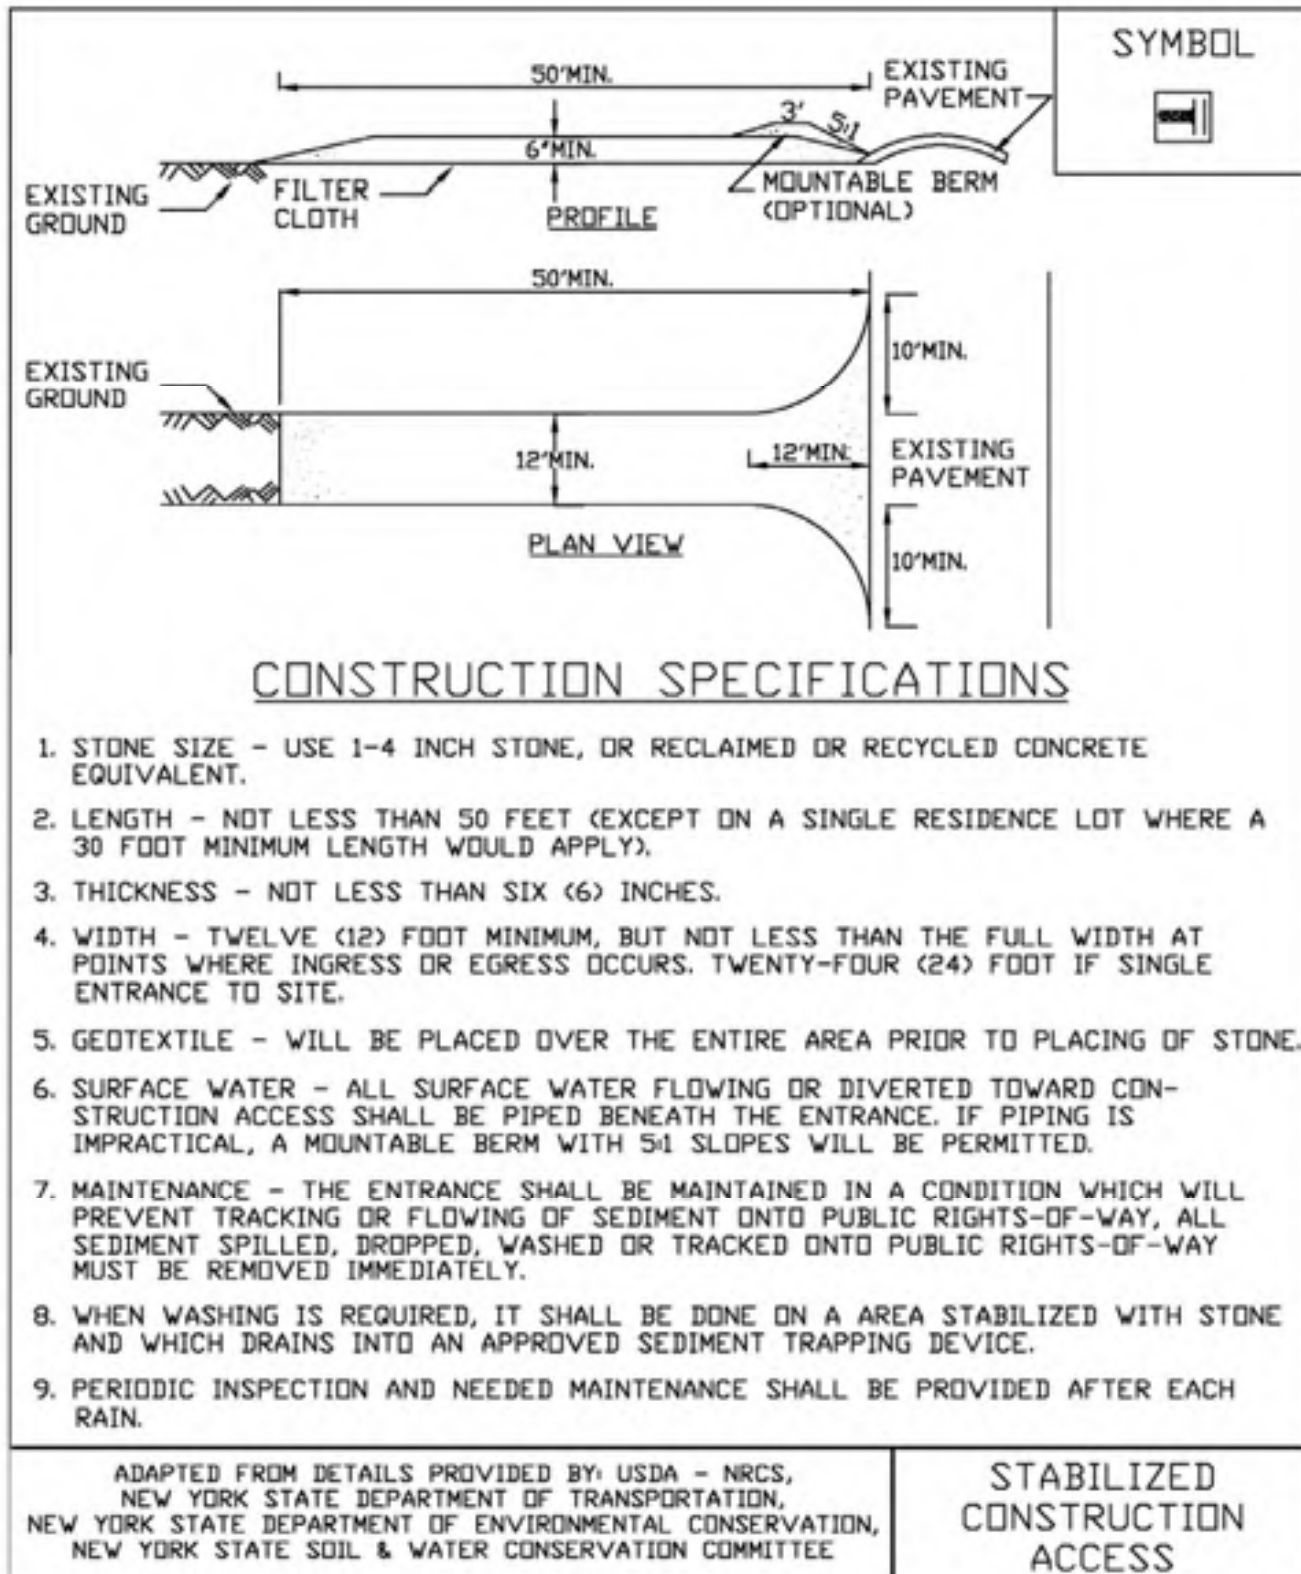 SYMBOL
50'MIN.
EXISTING
PAVEMENT
3'
5:1
6"MIN.
EXISTING
GROUND
FILTER
CLOTH
PROFILE
MOUNTABLE BERM
(OPTIONAL)
50'MIN.
10'MIN.
EXISTING
GROUND
12'MIN.
12'MIN.
EXISTING
PAVEMENT
PLAN VIEW
10'MIN.
CONSTRUCTION SPECIFICATIONS
1. STONE SIZE - USE 1-4 INCH STONE, OR RECLAIMED OR RECYCLED CONCRETE
EQUIVALENT.
2. LENGTH - NOT LESS THAN 50 FEET (EXCEPT ON A SINGLE RESIDENCE LOT WHERE A
30 FOOT MINIMUM LENGTH WOULD APPLY).
3. THICKNESS - NOT LESS THAN SIX (6) INCHES.
4. WIDTH - TWELVE (12) FOOT MINIMUM, BUT NOT LESS THAN THE FULL WIDTH AT
POINTS WHERE INGRESS OR EGRESS OCCURS. TWENTY-FOUR (24) FOOT IF SINGLE
ENTRANCE TO SITE.
5. GEOTEXTILE - WILL BE PLACED OVER THE ENTIRE AREA PRIOR TO PLACING OF STONE.
6. SURFACE WATER - ALL SURFACE WATER FLOWING OR DIVERTED TOWARD CON-
STRUCTION ACCESS SHALL BE PIPED BENEATH THE ENTRANCE. IF PIPING IS
IMPRACTICAL, A MOUNTABLE BERM WITH 5:1 SLOPES WILL BE PERMITTED.
7. MAINTENANCE - THE ENTRANCE SHALL BE MAINTAINED IN A CONDITION WHICH WILL
PREVENT TRACKING OR FLOWING OF SEDIMENT ONTO PUBLIC RIGHTS-OF-WAY, ALL
SEDIMENT SPILLED, DROPPED, WASHED OR TRACKED ONTO PUBLIC RIGHTS-OF-WAY
MUST BE REMOVED IMMEDIATELY.
8. WHEN WASHING IS REQUIRED, IT SHALL BE DONE ON A AREA STABILIZED WITH STONE
AND WHICH DRAINS INTO AN APPROVED SEDIMENT TRAPPING DEVICE.
9. PERIODIC INSPECTION AND NEEDED MAINTENANCE SHALL BE PROVIDED AFTER EACH
RAIN.
ADAPTED FROM DETAILS PROVIDED BY: USDA - NRCS,
NEW YORK STATE DEPARTMENT OF TRANSPORTATION,
NEW YORK STATE DEPARTMENT OF ENVIRONMENTAL CONSERVATION,
NEW YORK STATE SOIL & WATER CONSERVATION COMMITTEE
STABILIZED
CONSTRUCTION
ACCESS